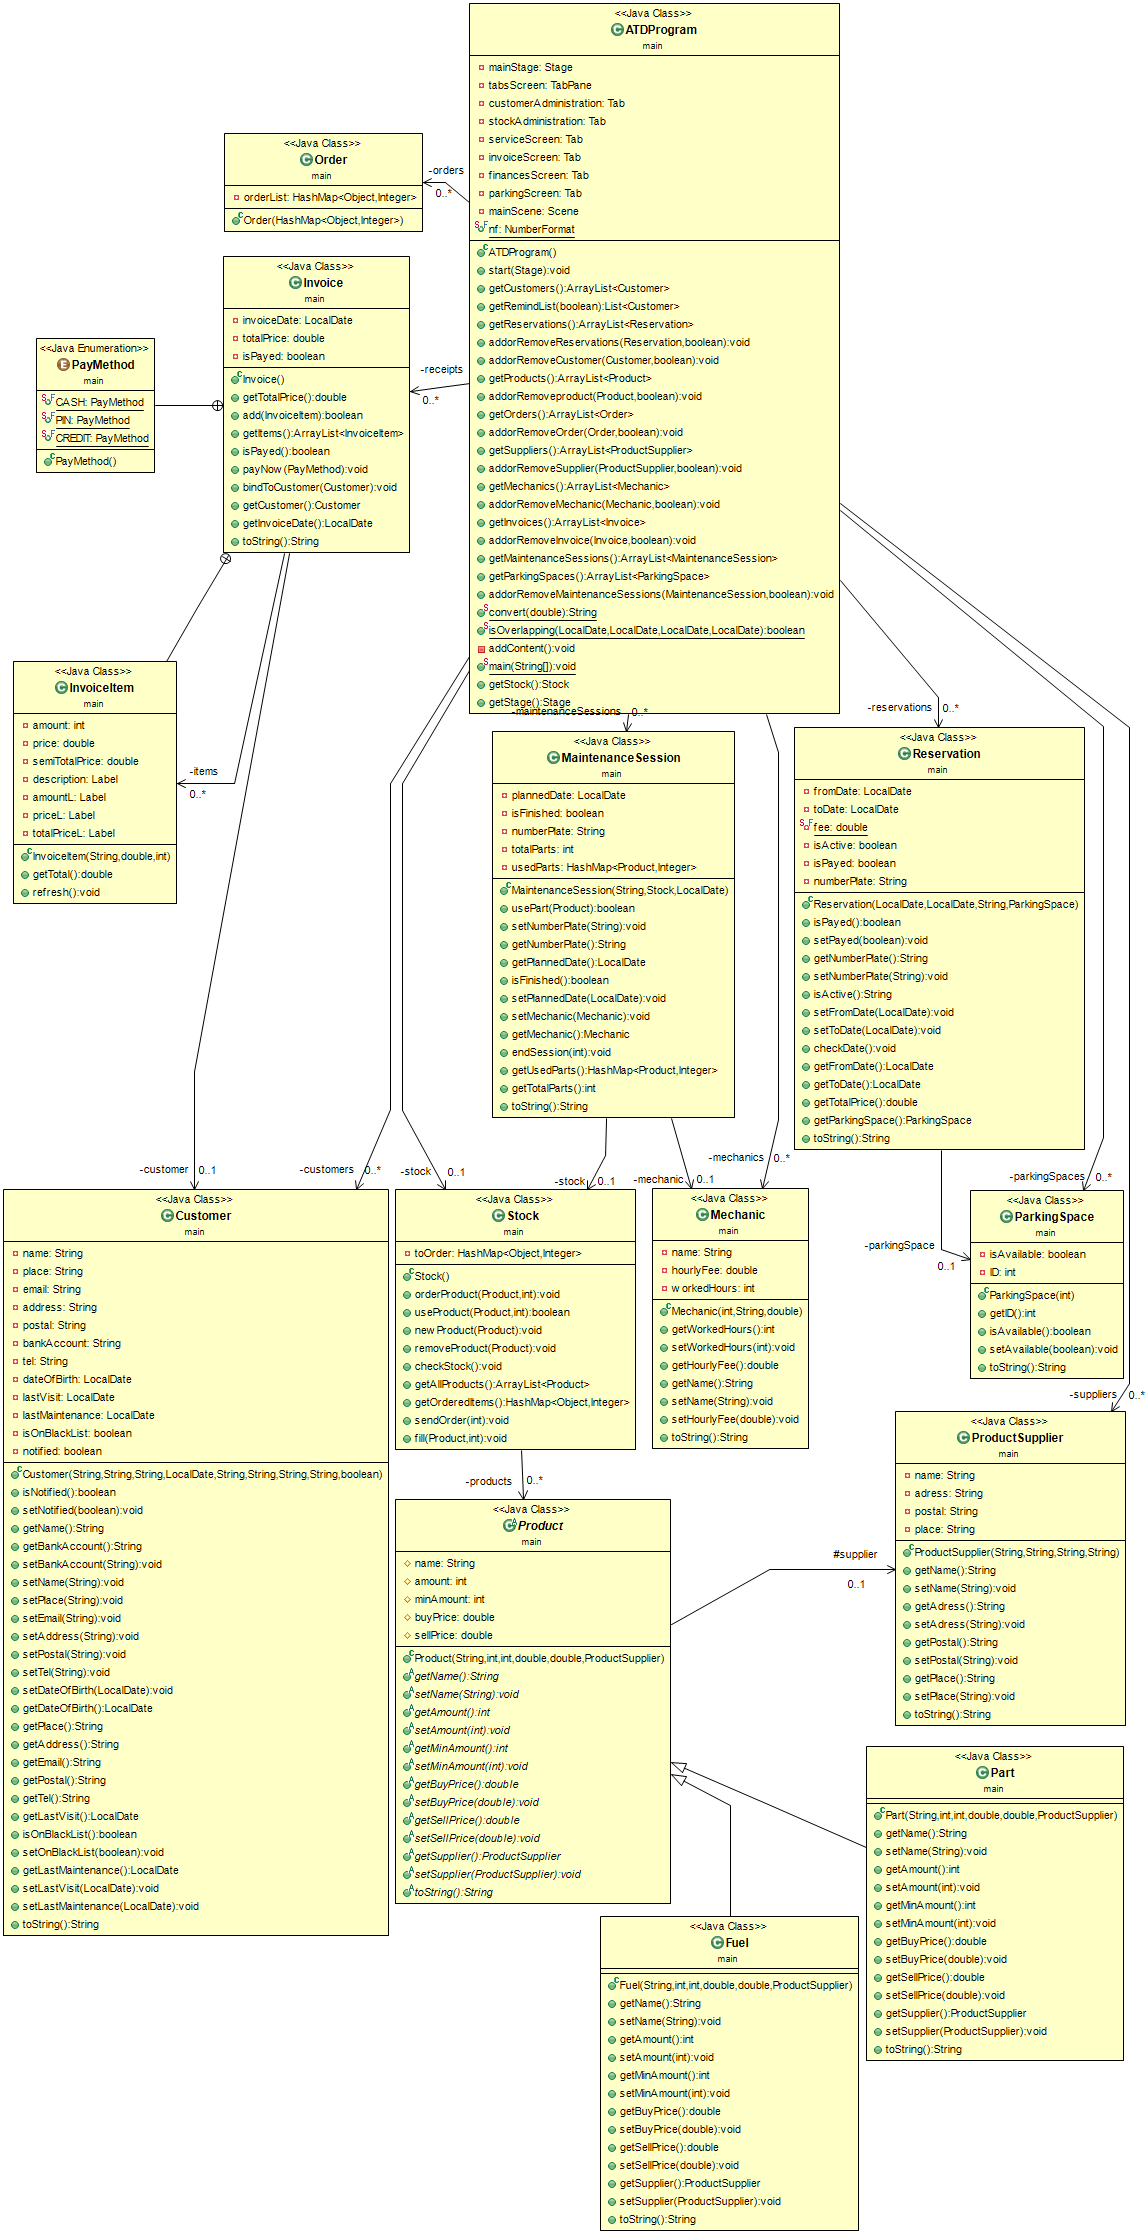 <<Java Class>>
ATDProgram
main
mainStage: Stage
tabsScreen: TabPane
customerAdministration: Tab
stockAdministration: Tab
serviceScreen: Tab
invoiceScreen: Tab
financesScreen: Tab
parkingScreen: Tab
mainScene: Scene
nf: NumberFormat
ATDProgram()
start(Stage):void
getCustomers():ArrayList<Customer>
getRemindList(boolean):List<Customer>
getReservations():ArrayList<Reservation>
addorRemoveReservations(Reservation,boolean):void
addorRemoveCustomer(Customer,boolean):void
getProducts():ArrayList<Product>
addorRemoveproduct(Product,boolean):void
getOrders():ArrayList<Order>
addorRemoveOrder(Order,boolean):void
getSuppliers():ArrayList<ProductSupplier>
addorRemoveSupplier(ProductSupplier,boolean):void
getMechanics():ArrayList<Mechanic>
addorRemoveMechanic(Mechanic,boolean):void
getInvoices():ArrayList<Invoice>
addorRemoveInvoice(Invoice,boolean):void
getMaintenanceSessions():ArrayList<MaintenanceSession>
getParkingSpaces():ArrayList<ParkingSpace>
addorRemoveMaintenanceSessions(MaintenanceSession,boolean):void
convert(double):String
isOverlapping(LocalDate,LocalDate,LocalDate,LocalDate):boolean
addContent():void
main(String[]):void
getStock():Stock
getStage():Stage
<<Java Class>>
Order
main
orderList: HashMap<Object,Integer>
Order(HashMap<Object,Integer>)
-orders
0..*
<<Java Class>>
Invoice
main
invoiceDate: LocalDate
totalPrice: double
isPayed: boolean
Invoice()
getTotalPrice():double
add(InvoiceItem):boolean
getItems():ArrayList<InvoiceItem>
isPayed():boolean
payNow(PayMethod):void
bindToCustomer(Customer):void
getCustomer():Customer
getInvoiceDate():LocalDate
toString():String
-receipts
0..*
<<Java Enumeration>>
PayMethod
main
CASH: PayMethod
PIN: PayMethod
CREDIT: PayMethod
PayMethod()
<<Java Class>>
InvoiceItem
main
amount: int
price: double
semiTotalPrice: double
description: Label
amountL: Label
priceL: Label
totalPriceL: Label
InvoiceItem(String,double,int)
getTotal():double
refresh():void
-items
0..*
-maintenanceSessions
0..*
<<Java Class>>
MaintenanceSession
main
plannedDate: LocalDate
isFinished: boolean
numberPlate: String
totalParts: int
usedParts: HashMap<Product,Integer>
MaintenanceSession(String,Stock,LocalDate)
usePart(Product):boolean
setNumberPlate(String):void
getNumberPlate():String
getPlannedDate():LocalDate
isFinished():boolean
setPlannedDate(LocalDate):void
setMechanic(Mechanic):void
getMechanic():Mechanic
endSession(int):void
getUsedParts():HashMap<Product,Integer>
getTotalParts():int
toString():String
-reservations
0..*
<<Java Class>>
Reservation
main
fromDate: LocalDate
toDate: LocalDate
fee: double
isActive: boolean
isPayed: boolean
numberPlate: String
Reservation(LocalDate,LocalDate,String,ParkingSpace)
isPayed():boolean
setPayed(boolean):void
getNumberPlate():String
setNumberPlate(String):void
isActive():String
setFromDate(LocalDate):void
setToDate(LocalDate):void
checkDate():void
getFromDate():LocalDate
getToDate():LocalDate
getTotalPrice():double
getParkingSpace():ParkingSpace
toString():String
-customer
0..1
-customers
0..*
-stock
0..1
-stock
0..1
-mechanic
0..1
-mechanics
0..*
-parkingSpace
0..1
-parkingSpaces
0..*
<<Java Class>>
Customer
main
name: String
place: String
email: String
address: String
postal: String
bankAccount: String
tel: String
dateOfBirth: LocalDate
lastVisit: LocalDate
lastMaintenance: LocalDate
isOnBlackList: boolean
notified: boolean
Customer(String,String,String,LocalDate,String,String,String,String,boolean)
isNotified():boolean
setNotified(boolean):void
getName():String
getBankAccount():String
setBankAccount(String):void
setName(String):void
setPlace(String):void
setEmail(String):void
setAddress(String):void
setPostal(String):void
setTel(String):void
setDateOfBirth(LocalDate):void
getDateOfBirth():LocalDate
getPlace():String
getAddress():String
getEmail():String
getPostal():String
getTel():String
getLastVisit():LocalDate
isOnBlackList():boolean
setOnBlackList(boolean):void
getLastMaintenance():LocalDate
setLastVisit(LocalDate):void
setLastMaintenance(LocalDate):void
toString():String
<<Java Class>>
Stock
main
toOrder: HashMap<Object,Integer>
Stock()
orderProduct(Product,int):void
useProduct(Product,int):boolean
newProduct(Product):void
removeProduct(Product):void
checkStock():void
getAllProducts():ArrayList<Product>
getOrderedItems():HashMap<Object,Integer>
sendOrder(int):void
fill(Product,int):void
<<Java Class>>
Mechanic
main
name: String
hourlyFee: double
workedHours: int
Mechanic(int,String,double)
getWorkedHours():int
setWorkedHours(int):void
getHourlyFee():double
getName():String
setName(String):void
setHourlyFee(double):void
toString():String
<<Java Class>>
ParkingSpace
main
isAvailable: boolean
ID: int
ParkingSpace(int)
getID():int
isAvailable():boolean
setAvailable(boolean):void
toString():String
-suppliers
0..*
<<Java Class>>
ProductSupplier
main
name: String
adress: String
postal: String
place: String
ProductSupplier(String,String,String,String)
getName():String
setName(String):void
getAdress():String
setAdress(String):void
getPostal():String
setPostal(String):void
getPlace():String
setPlace(String):void
toString():String
-products
0..*
<<Java Class>>
Product
main
name: String
amount: int
minAmount: int
buyPrice: double
sellPrice: double
Product(String,int,int,double,double,ProductSupplier)
getName():String
setName(String):void
getAmount():int
setAmount(int):void
getMinAmount():int
setMinAmount(int):void
getBuyPrice():double
setBuyPrice(double):void
getSellPrice():double
setSellPrice(double):void
getSupplier():ProductSupplier
setSupplier(ProductSupplier):void
toString():String
#supplier
0..1
<<Java Class>>
Part
main
Part(String,int,int,double,double,ProductSupplier)
getName():String
setName(String):void
getAmount():int
setAmount(int):void
getMinAmount():int
setMinAmount(int):void
getBuyPrice():double
setBuyPrice(double):void
getSellPrice():double
setSellPrice(double):void
getSupplier():ProductSupplier
setSupplier(ProductSupplier):void
toString():String
<<Java Class>>
Fuel
main
Fuel(String,int,int,double,double,ProductSupplier)
getName():String
setName(String):void
getAmount():int
setAmount(int):void
getMinAmount():int
setMinAmount(int):void
getBuyPrice():double
setBuyPrice(double):void
getSellPrice():double
setSellPrice(double):void
getSupplier():ProductSupplier
setSupplier(ProductSupplier):void
toString():String